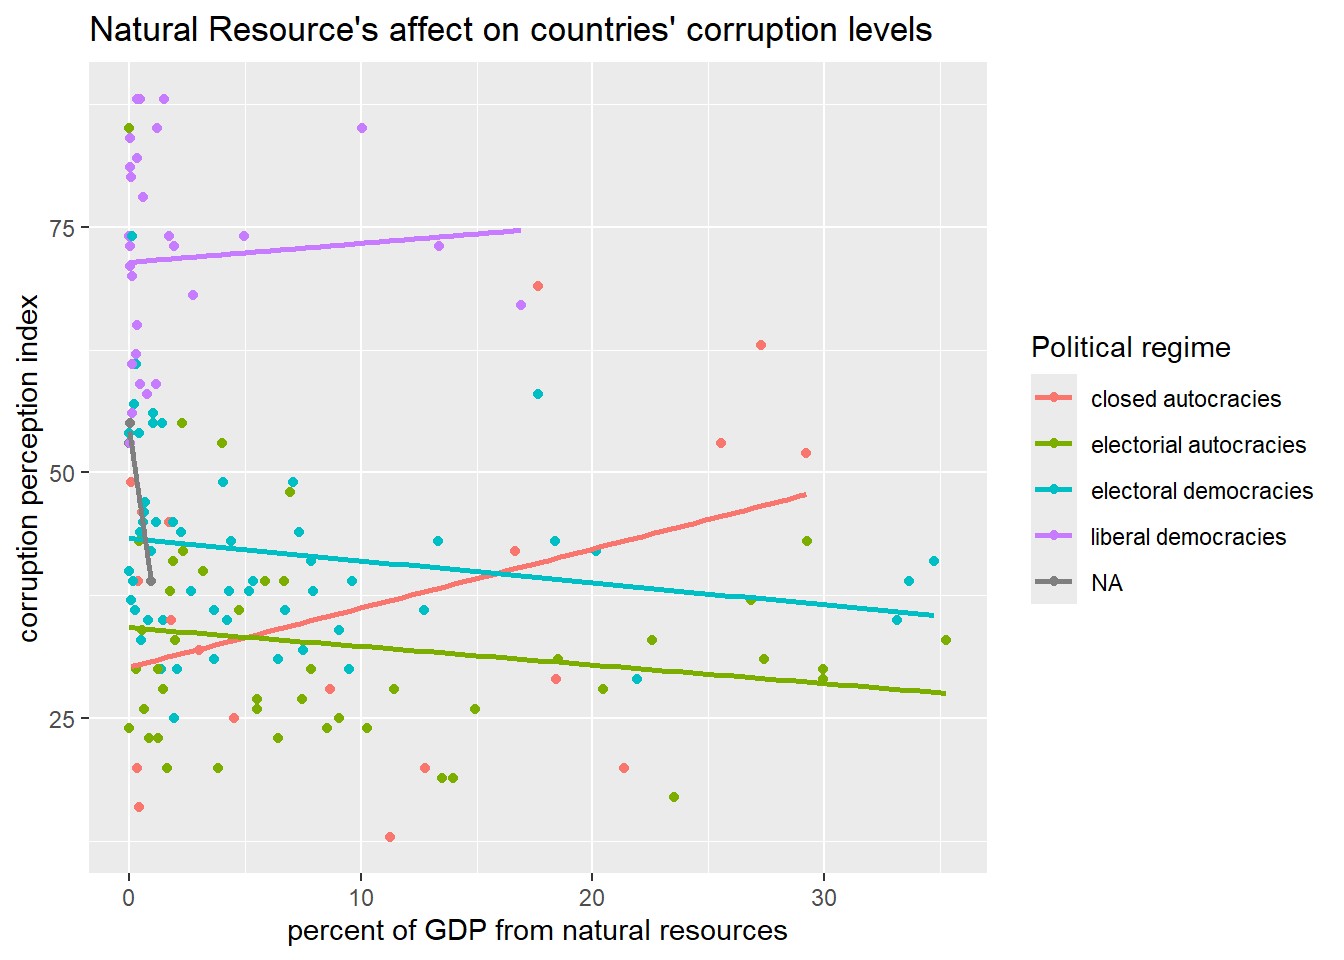 Natural Resource's affect on countries' corruption levels
75
50
25
corruption perception index
0 10 20 30
percent of GDP from natural resources
Political regime
closed autocracies
electorial autocracies
electoral democracies
liberal democracies
NA